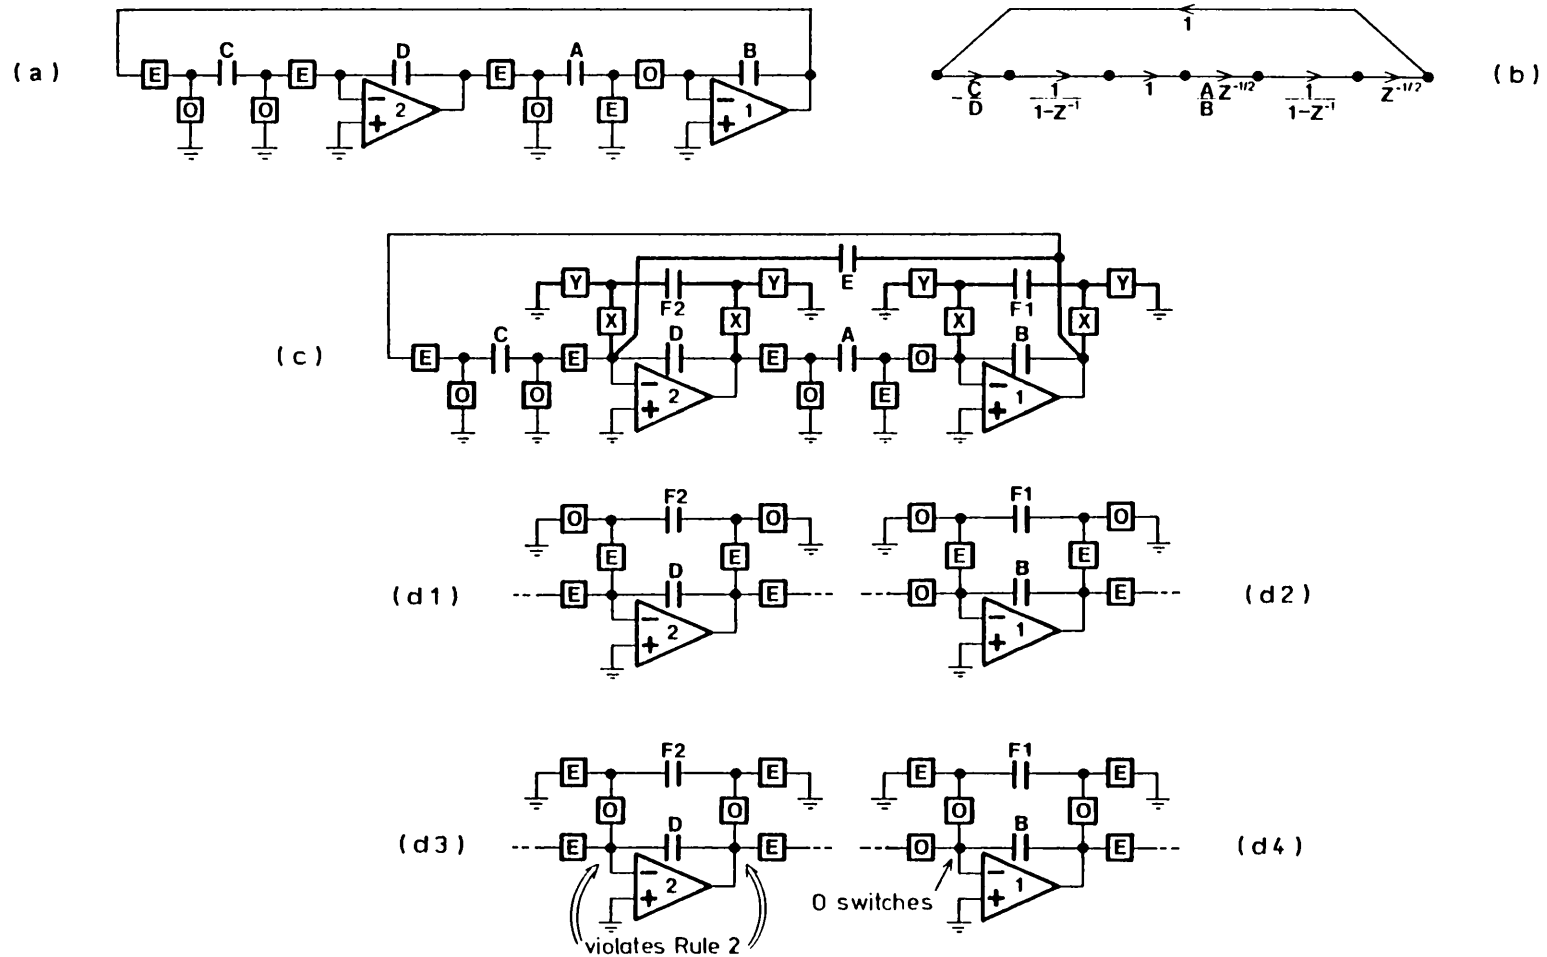 (a)
E C E D E A O B
O O O E
2 1
(b)
1
-C/D 1/1-Z⁻¹ 1 A/B Z⁻¹/² 1/1-Z⁻¹ Z⁻¹/²
(c)
E
Y F2 Y Y F1 Y
X X X X
E C E D E A O B
O O O E
2 1
(d1)
O F2 O
E E
E D E
2
(d2)
O F1 O
E E
O B E
1
(d3)
E F2 E
O O
E D E
2
violates Rule 2
(d4)
E F1 E
O O
O B E
1
O switches